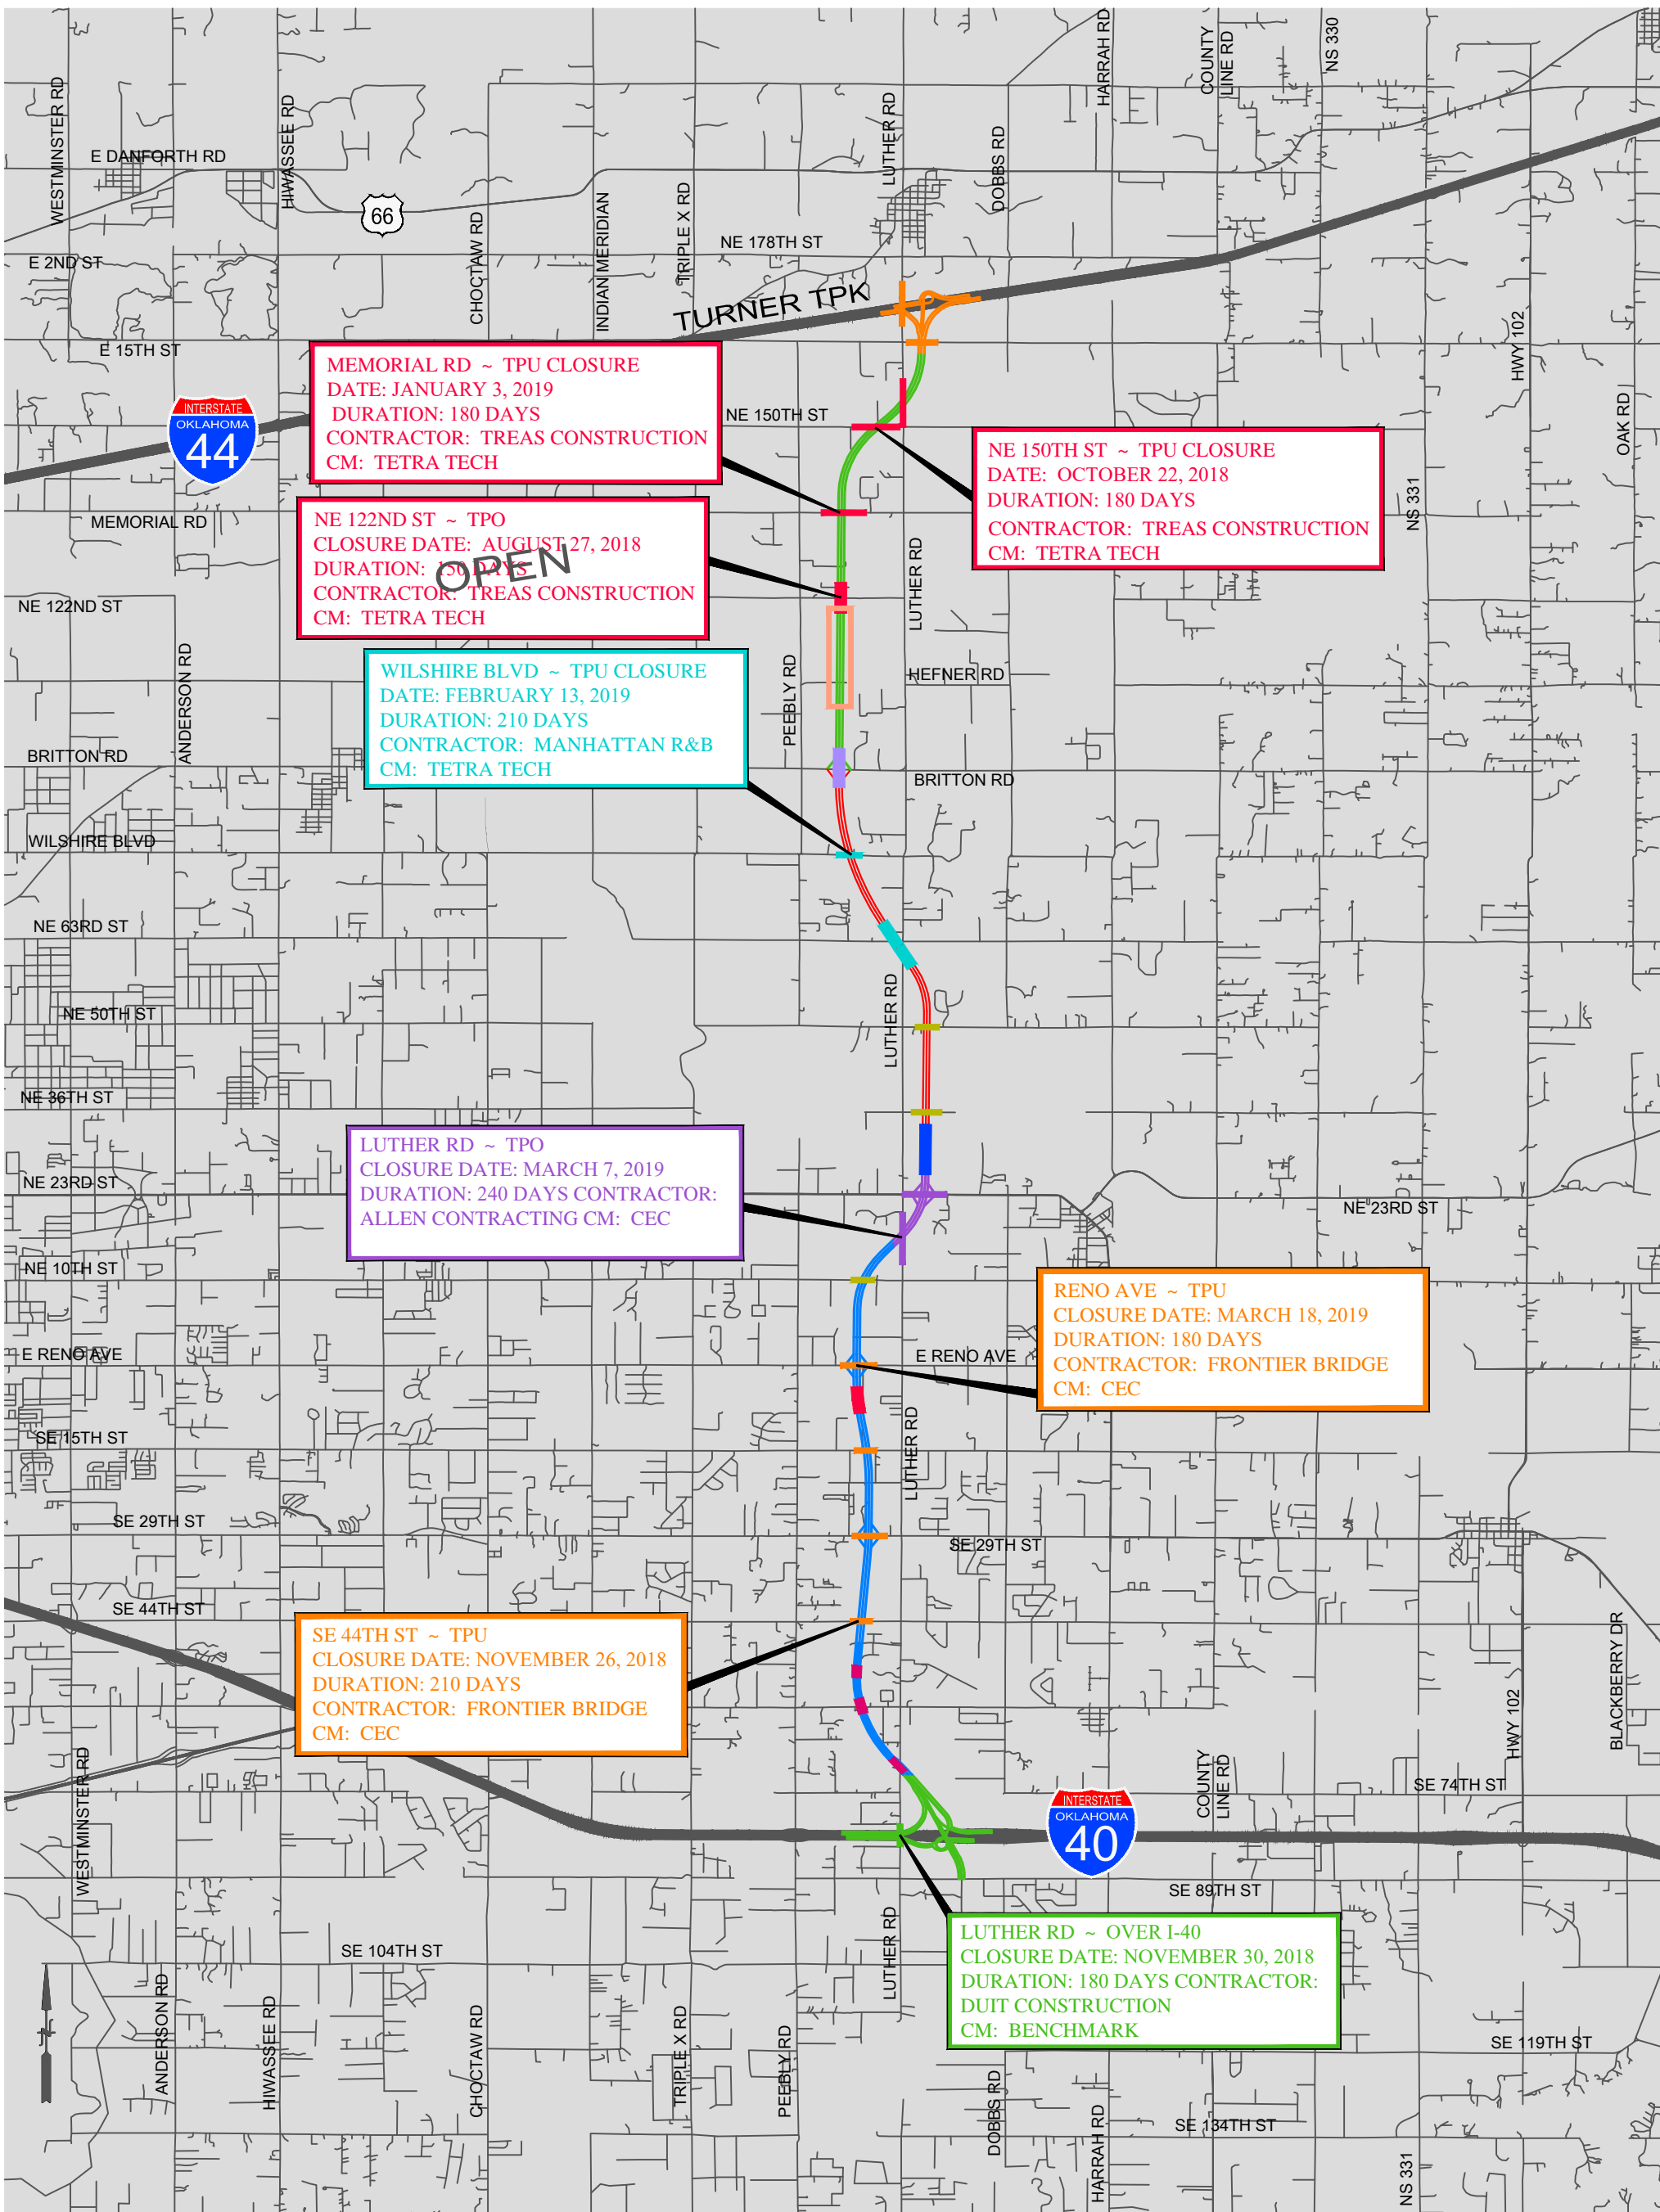 WESTMINSTER RD
E DANFORTH RD
HIWASSEE RD
66
CHOCTAW RD
INDIAN MERIDIAN
TRIPLE X RD
LUTHER RD
DOBBS RD
HARRAH RD
COUNTY
LINE RD
NS 330
E 2ND ST
NE 178TH ST
TURNER TPK
E 15TH ST
HWY 102
OAK RD
INTERSTATE
OKLAHOMA
44
MEMORIAL RD ~ TPU CLOSURE
DATE: JANUARY 3, 2019
DURATION: 180 DAYS
CONTRACTOR: TREAS CONSTRUCTION
CM: TETRA TECH
NE 150TH ST
NE 150TH ST ~ TPU CLOSURE
DATE: OCTOBER 22, 2018
DURATION: 180 DAYS
CONTRACTOR: TREAS CONSTRUCTION
CM: TETRA TECH
NS 331
MEMORIAL RD
NE 122ND ST ~ TPO
CLOSURE DATE: AUGUST 27, 2018
DURATION: 150 DAYS
CONTRACTOR: TREAS CONSTRUCTION
CM: TETRA TECH
OPEN
LUTHER RD
NE 122ND ST
ANDERSON RD
WILSHIRE BLVD ~ TPU CLOSURE
DATE: FEBRUARY 13, 2019
DURATION: 210 DAYS
CONTRACTOR: MANHATTAN R&B
CM: TETRA TECH
PEEBLY RD
HEFNER RD
BRITTON RD
BRITTON RD
WILSHIRE BLVD
NE 63RD ST
LUTHER RD
NE 50TH ST
NE 36TH ST
LUTHER RD ~ TPO
CLOSURE DATE: MARCH 7, 2019
DURATION: 240 DAYS CONTRACTOR:
ALLEN CONTRACTING CM: CEC
NE 23RD ST
NE 23RD ST
NE 10TH ST
RENO AVE ~ TPU
CLOSURE DATE: MARCH 18, 2019
DURATION: 180 DAYS
CONTRACTOR: FRONTIER BRIDGE
CM: CEC
E RENO AVE
E RENO AVE
LUTHER RD
SE 15TH ST
SE 29TH ST
SE 29TH ST
SE 44TH ST
SE 44TH ST ~ TPU
CLOSURE DATE: NOVEMBER 26, 2018
DURATION: 210 DAYS
CONTRACTOR: FRONTIER BRIDGE
CM: CEC
BLACKBERRY DR
HWY 102
WESTMINSTER RD
COUNTY
LINE RD
SE 74TH ST
INTERSTATE
OKLAHOMA
40
SE 89TH ST
LUTHER RD ~ OVER I-40
CLOSURE DATE: NOVEMBER 30, 2018
DURATION: 180 DAYS CONTRACTOR:
DUIT CONSTRUCTION
CM: BENCHMARK
LUTHER RD
SE 104TH ST
ANDERSON RD
HIWASSEE RD
CHOCTAW RD
TRIPLE X RD
PEEBLY RD
DOBBS RD
HARRAH RD
SE 119TH ST
SE 134TH ST
NS 331